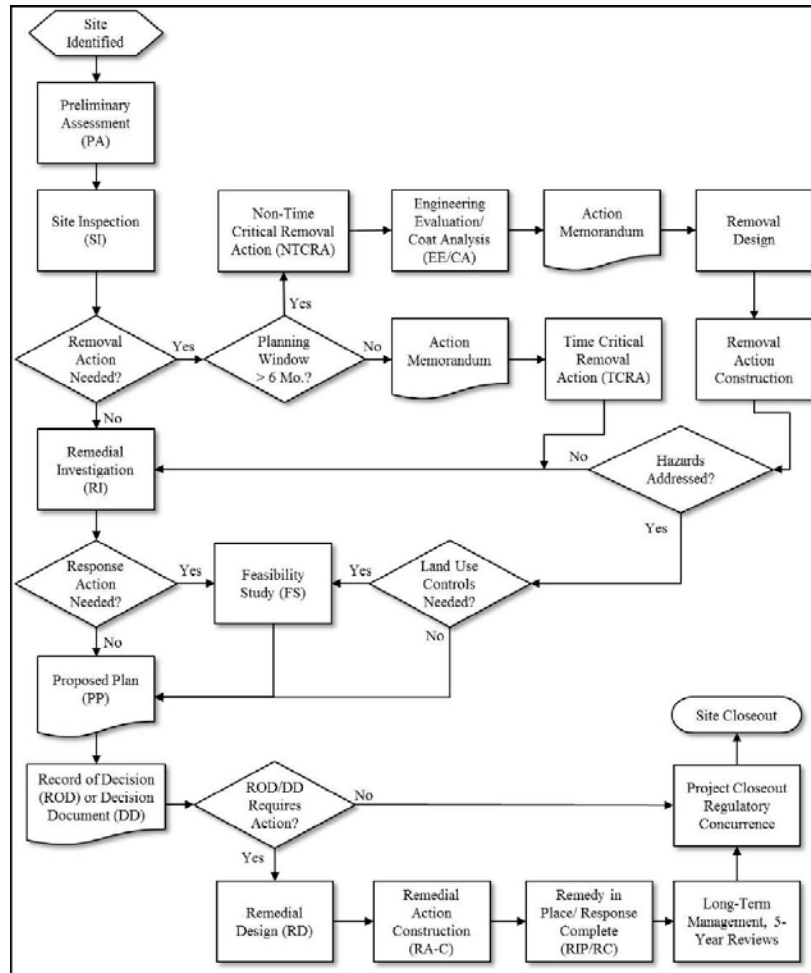 Site
Identified
Preliminary
Assessment
(PA)
Site Inspection
(SI)
Non-Time
Critical Removal
Action (NTCRA)
Engineering
Evaluation/
Coat Analysis
(EE/CA)
Action
Memorandum
Removal
Design
Yes
Removal
Action
Needed?
Yes
Planning
Window
> 6 Mo.?
No
Action
Memorandum
Time Critical
Removal
Action (TCRA)
Removal
Action
Construction
No
Remedial
Investigation
(RI)
No
Hazards
Addressed?
Yes
Response
Action
Needed?
Yes
Feasibility
Study (FS)
Yes
Land Use
Controls
Needed?
No
No
Proposed Plan
(PP)
Site Closeout
Record of Decision
(ROD) or Decision
Document (DD)
ROD/DD
Requires
Action?
No
Project Closeout
Regulatory
Concurrence
Yes
Remedial
Design (RD)
Remedial
Action
Construction
(RA-C)
Remedy in
Place/ Response
Complete
(RIP/RC)
Long-Term
Management, 5-
Year Reviews